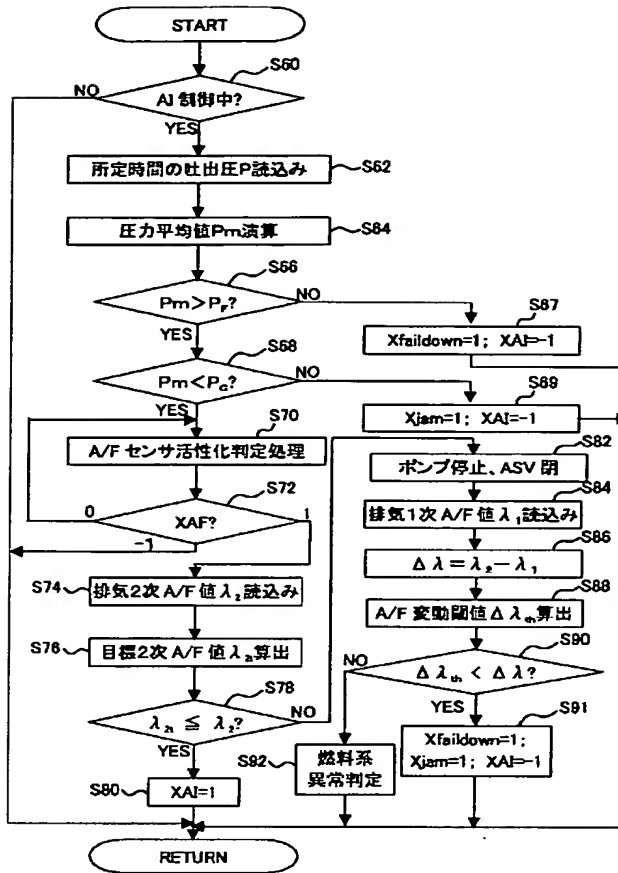 START
S60
AI 制御中?
NO
YES
所定時間の吐出圧P 読込み
S62
圧力平均値Pm演算
S64
S66
Pm>PF?
NO
YES
S67
Xfaildown=1; XAI=-1
S68
Pm<PG?
NO
YES
S69
Xjam=1; XAI=-1
S70
A/F センサ活性化判定処理
S72
XAF?
0
1
-1
S74
排気2次A/F 値λ2読込み
S76
目標2次A/F 値λ2t算出
S78
λ2t≦λ2?
NO
YES
S80
XAI=1
S82
ポンプ停止、ASV 閉
S84
排気1次A/F 値λ1読込み
S86
Δλ=λ2-λ1
S88
A/F 変動閾値Δλth算出
S90
Δλth<Δλ?
NO
YES
S91
Xfaildown=1;
Xjam=1; XAI=-1
S92
燃料系
異常判定
RETURN